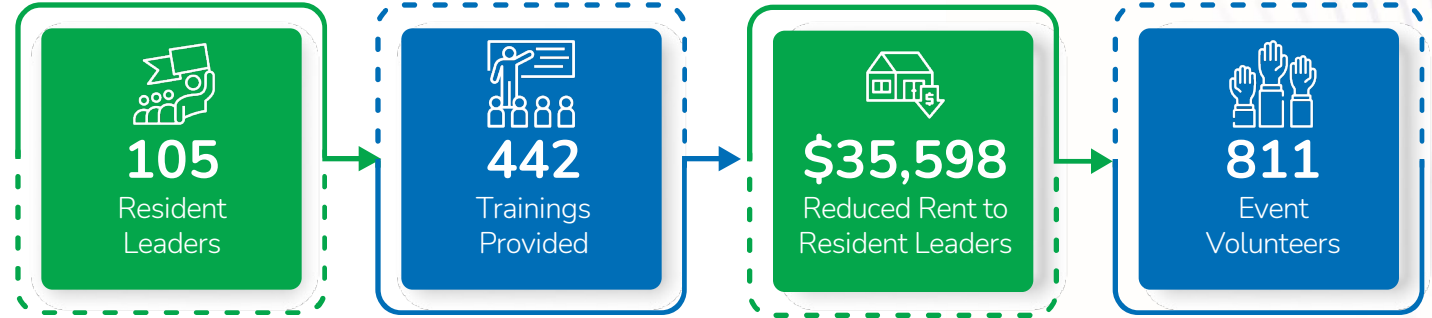 105
Resident
Leaders
442
Trainings
Provided
$
$35,598
Reduced Rent to
Resident Leaders
811
Event
Volunteers